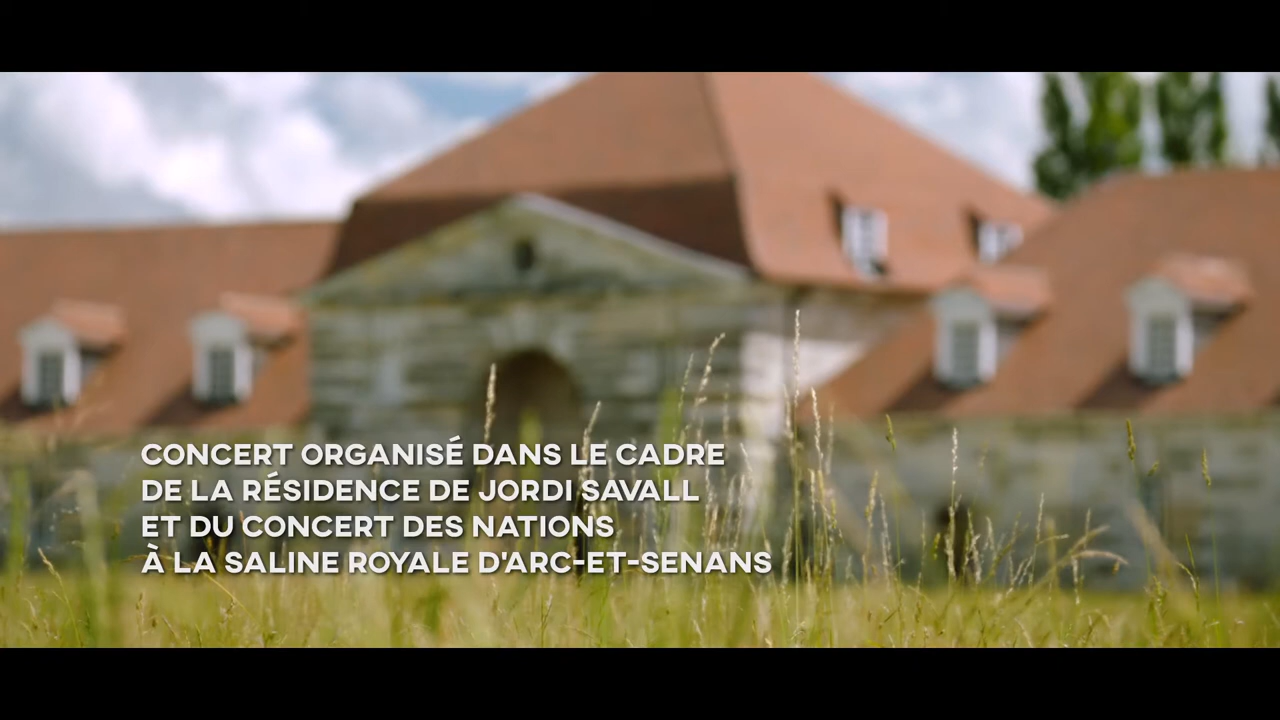 CONCERT ORGANISÉ DANS LE CADRE
DE LA RÉSIDENCE DE JORDI SAVALL
ET DU CONCERT DES NATIONS
À LA SALINE ROYALE D'ARC-ET-SENANS